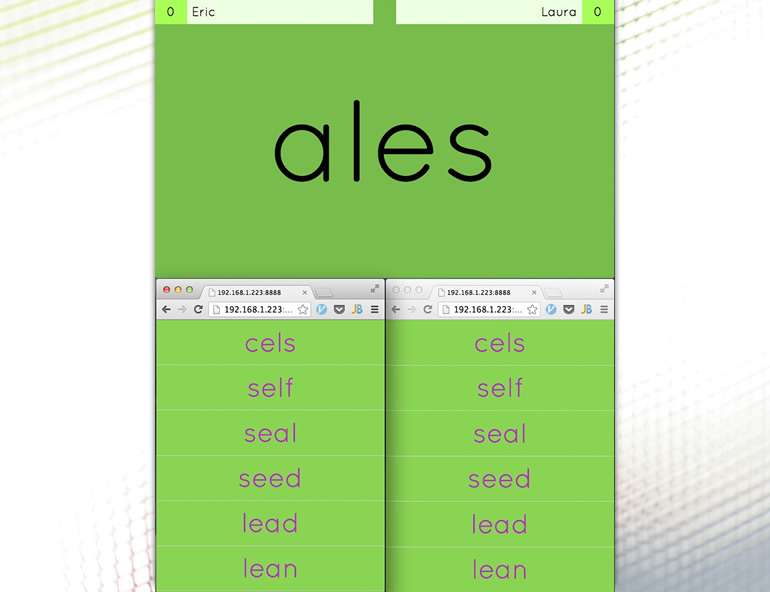 0 Eric Laura 0
ales
192.168.1.223:8888 192.168.1.223:8888
192.168.1.223:... JB 192.168.1.223:... JB
cels cels
self self
seal seal
seed seed
lead lead
lean lean